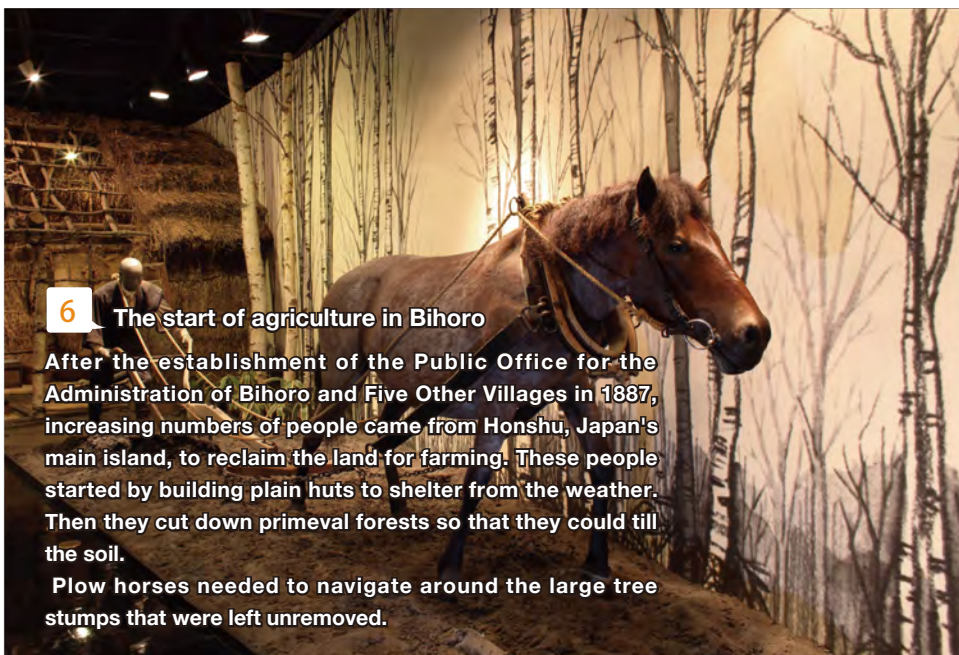 6
The start of agriculture in Bihoro
After the establishment of the Public Office for the
Administration of Bihoro and Five Other Villages in 1887,
increasing numbers of people came from Honshu, Japan's
main island, to reclaim the land for farming. These people
started by building plain huts to shelter from the weather.
Then they cut down primeval forests so that they could till
the soil.
Plow horses needed to navigate around the large tree
stumps that were left unremoved.